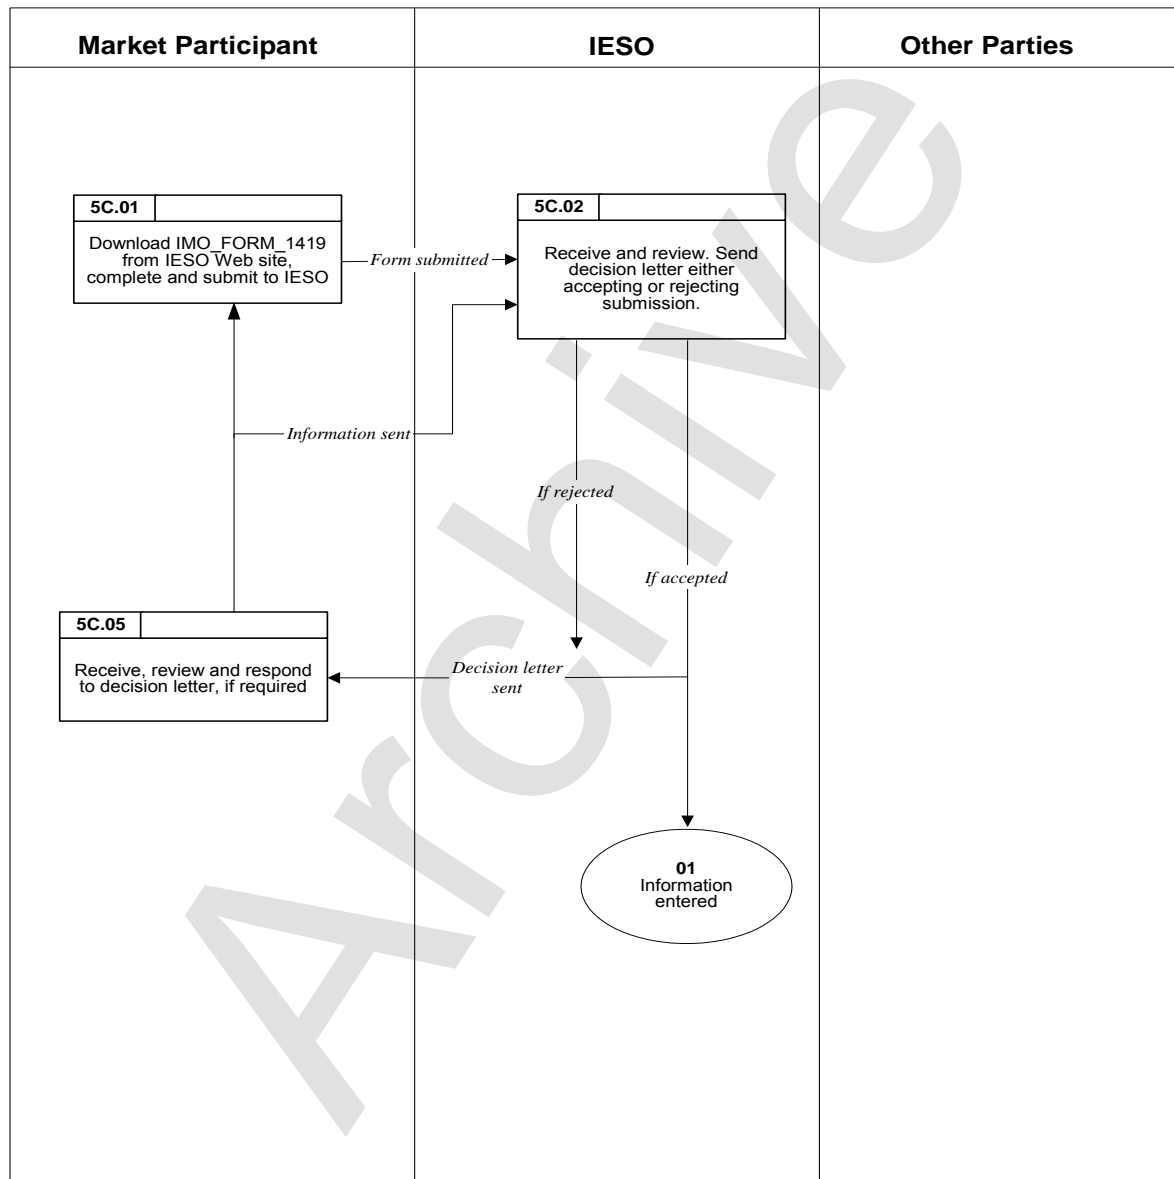 Market Participant
IESO
Other Parties
5C.01
Download IMO_FORM_1419
from IESO Web site,
complete and submit to IESO
Form submitted
5C.02
Receive and review. Send
decision letter either
accepting or rejecting
submission.
Information sent
If rejected
If accepted
5C.05
Receive, review and respond
to decision letter, if required
Decision letter
sent
01
Information
entered
Archive